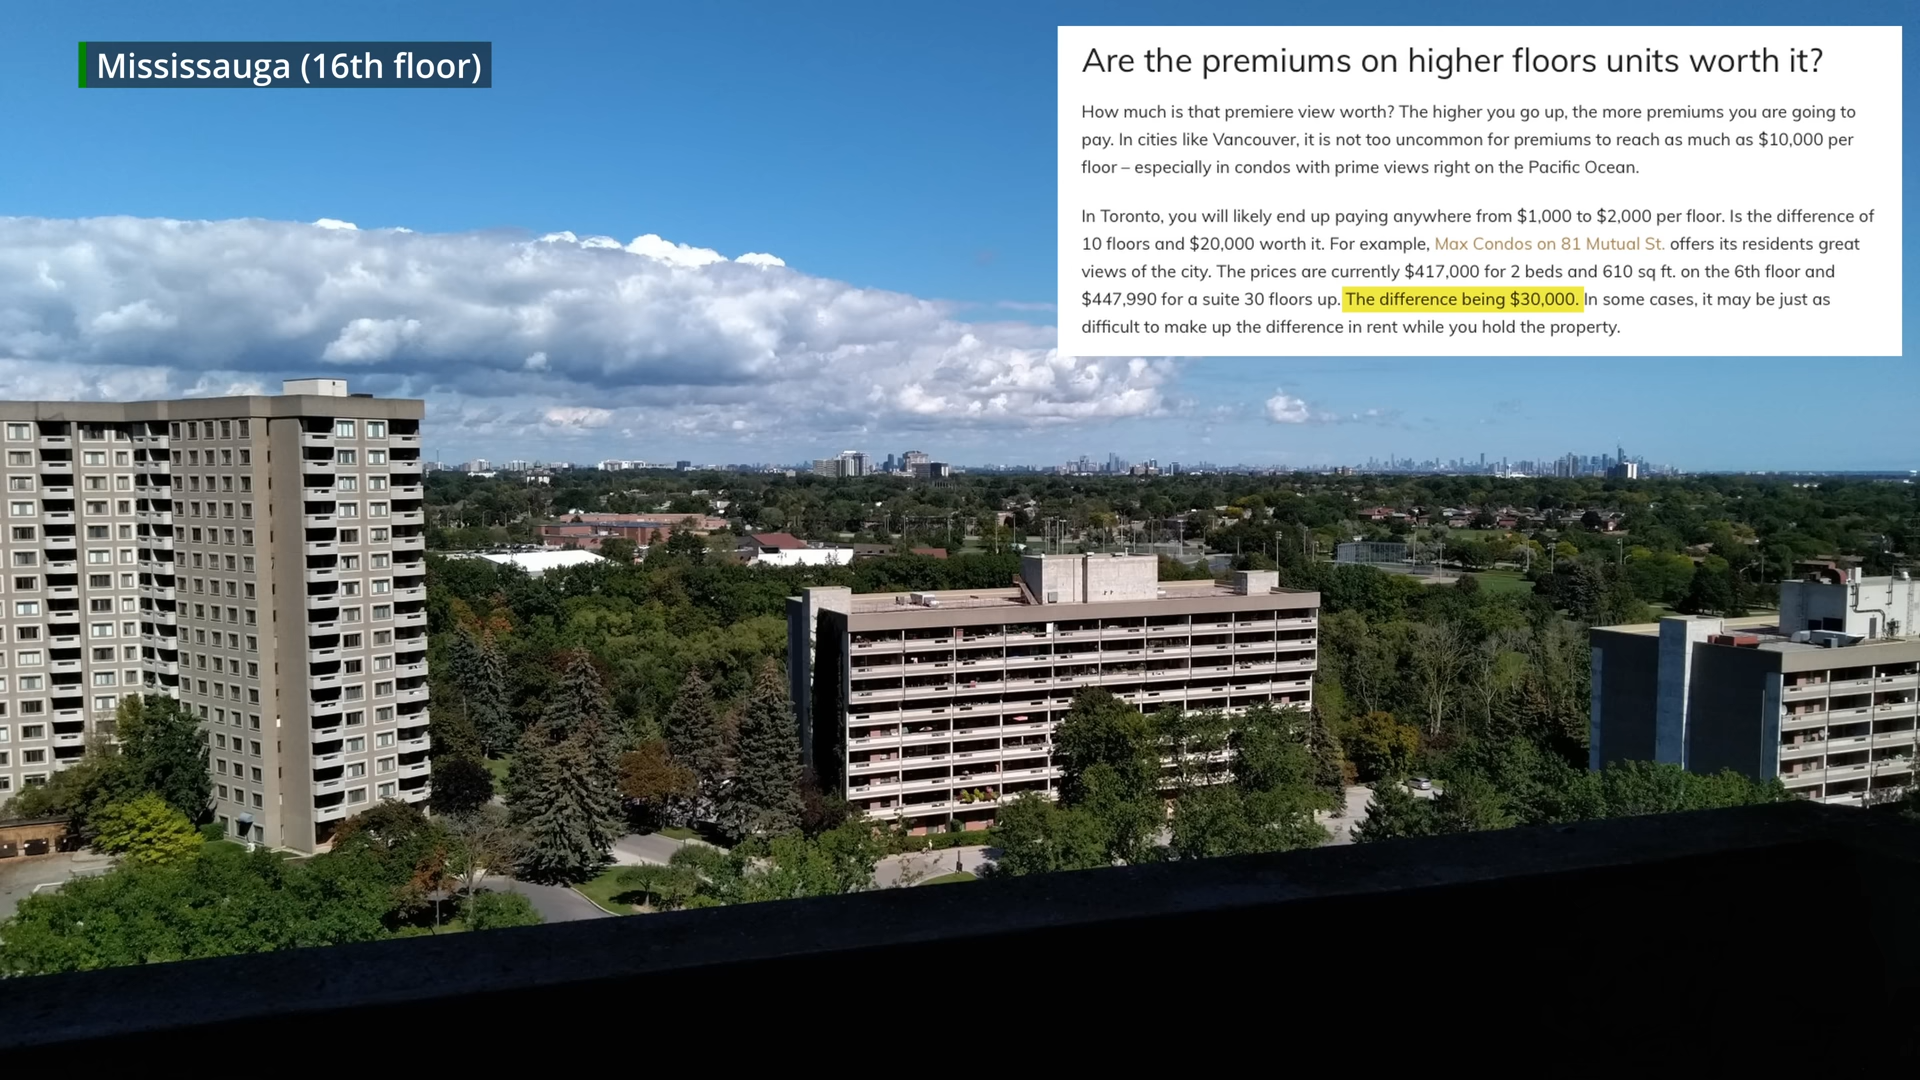 Mississauga (16th floor)
Are the premiums on higher floors units worth it?
How much is that premiere view worth? The higher you go up, the more premiums you are going to
pay. In cities like Vancouver, it is not too uncommon for premiums to reach as much as $10,000 per
floor – especially in condos with prime views right on the Pacific Ocean.
In Toronto, you will likely end up paying anywhere from $1,000 to $2,000 per floor. Is the difference of
10 floors and $20,000 worth it. For example, Max Condos on 81 Mutual St. offers its residents great
views of the city. The prices are currently $417,000 for 2 beds and 610 sq ft. on the 6th floor and
$447,990 for a suite 30 floors up. The difference being $30,000. In some cases, it may be just as
difficult to make up the difference in rent while you hold the property.